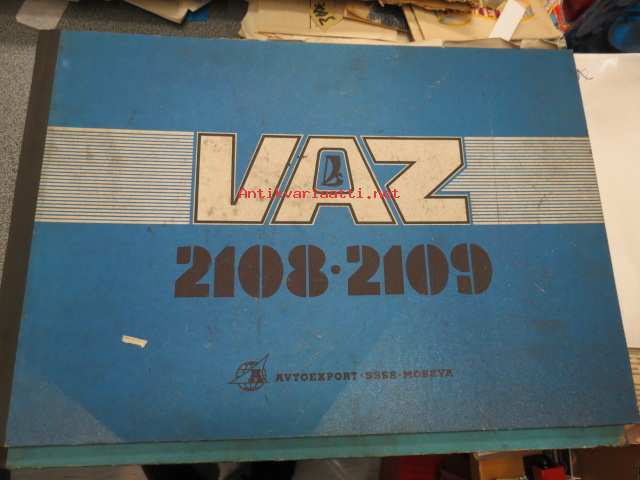 VAZ
Antikvariaatti.net
2108·2109
AVTOEXPORT·SSSR·MOSKVA